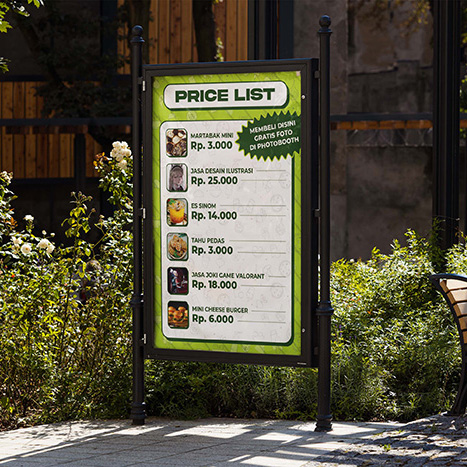 PRICE LIST
MEMBELI DISINI
GRATIS FOTO
DI PHOTOBOOTH
MARTABAK MINI
Rp. 3.000
JASA DESAIN ILUSTRASI
Rp. 25.000
ES SINOM
Rp. 14.000
TAHU PEDAS
Rp. 3.000
JASA JOKI GAME VALORANT
Rp. 18.000
MINI CHEESE BURGER
Rp. 6.000